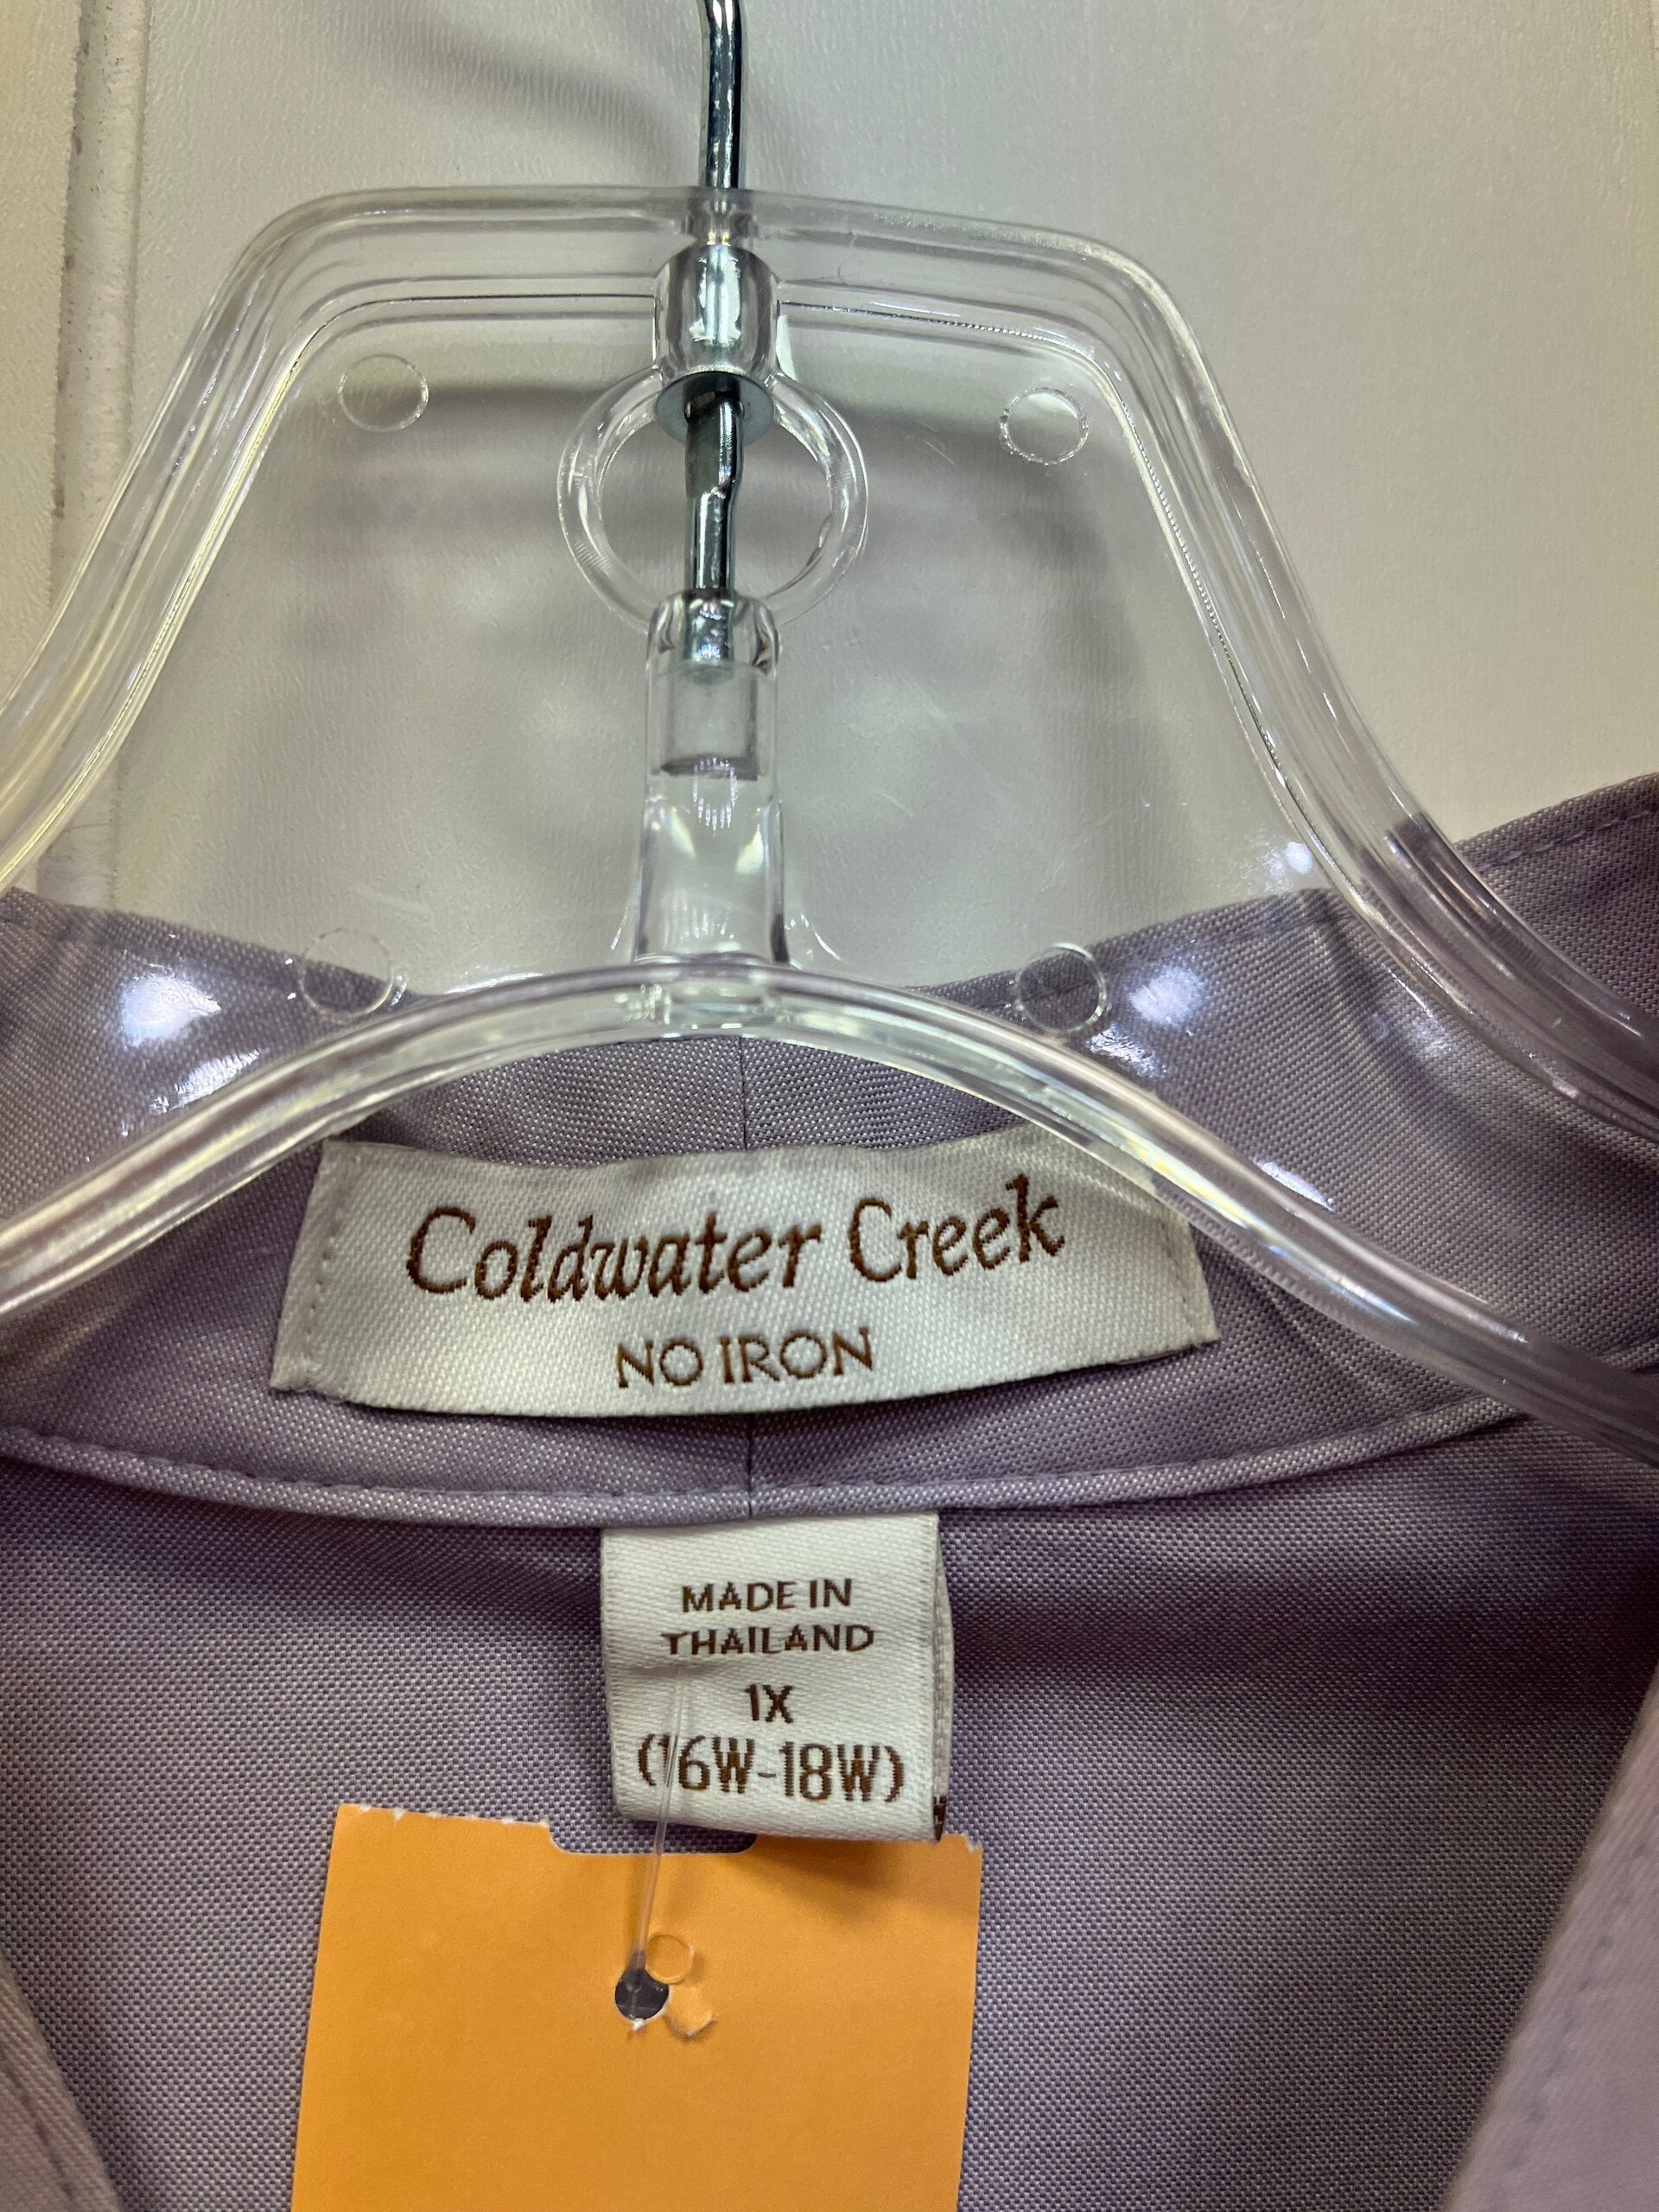 Coldwater Creek
NO IRON
MADE IN
THAILAND
1X
(16W-18W)